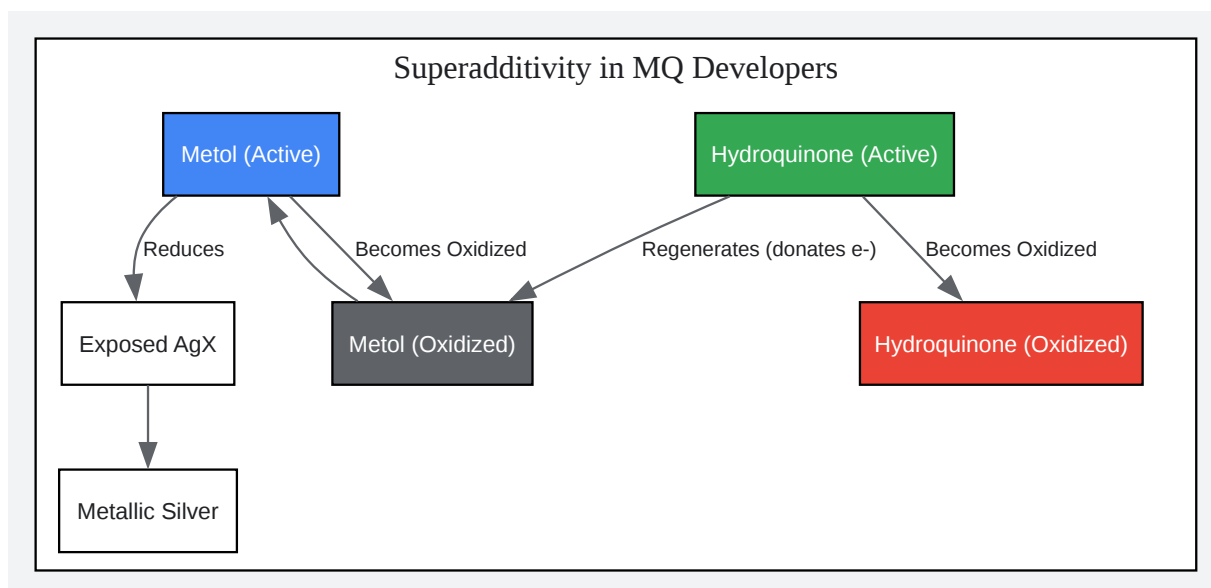 Superadditivity in MQ Developers
Metol (Active)
Hydroquinone (Active)
Reduces
Becomes Oxidized
Regenerates (donates e-)
Becomes Oxidized
Exposed AgX
Metol (Oxidized)
Hydroquinone (Oxidized)
Metallic Silver